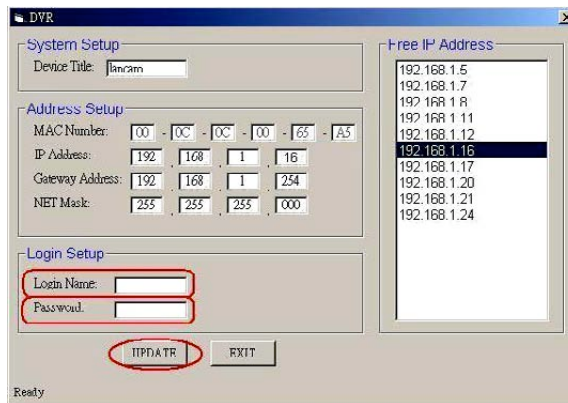 DVR
System Setup
Device Title: lancam
Address Setup
MAC Number: 00 - 0C - 0C - 00 - 65 - A5
IP Address: 192 . 168 . 1 . 16
Gateway Address: 192 . 168 . 1 . 254
NET Mask: 255 . 255 . 255 . 000
Login Setup
Login Name:
Password:
UPDATE EXIT
Ready
Free IP Address
192.168.1.5
192.168.1.7
192.168.1.8
192.168.1.11
192.168.1.12
192.168.1.16
192.168.1.17
192.168.1.20
192.168.1.21
192.168.1.24